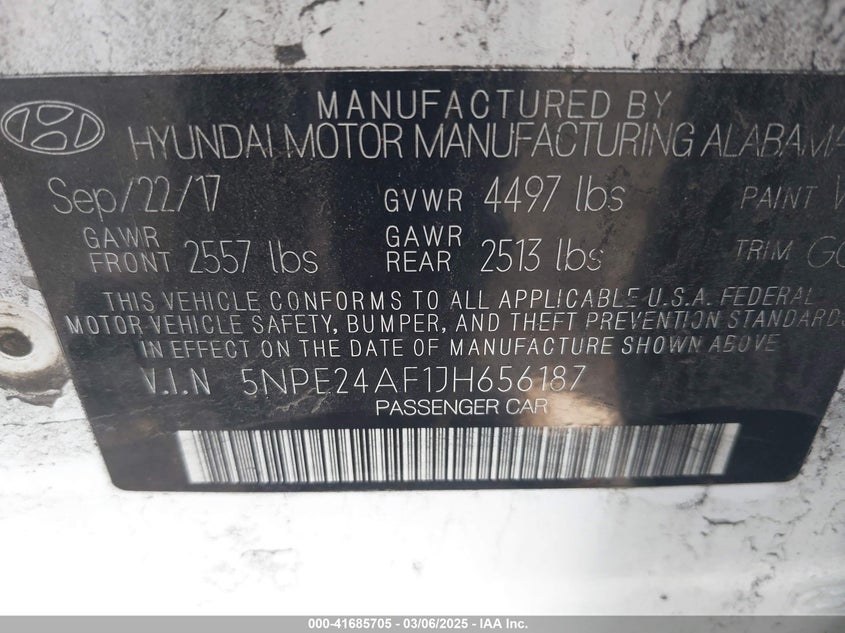 MANUFACTURED BY
HYUNDAI MOTOR MANUFACTURING ALABAMA
Sep/22/17 GVWR 4497 lbs PAINT
GAWR FRONT 2557 lbs GAWR REAR 2513 lbs TRIM
THIS VEHICLE CONFORMS TO ALL APPLICABLE U.S.A. FEDERAL
MOTOR VEHICLE SAFETY, BUMPER, AND THEFT PREVENTION STANDARDS
IN EFFECT ON THE DATE OF MANUFACTURE SHOWN ABOVE
V.I.N 5NPE24AF1JH656187
PASSENGER CAR
000-41685705 - 03/06/2025 - IAA Inc.